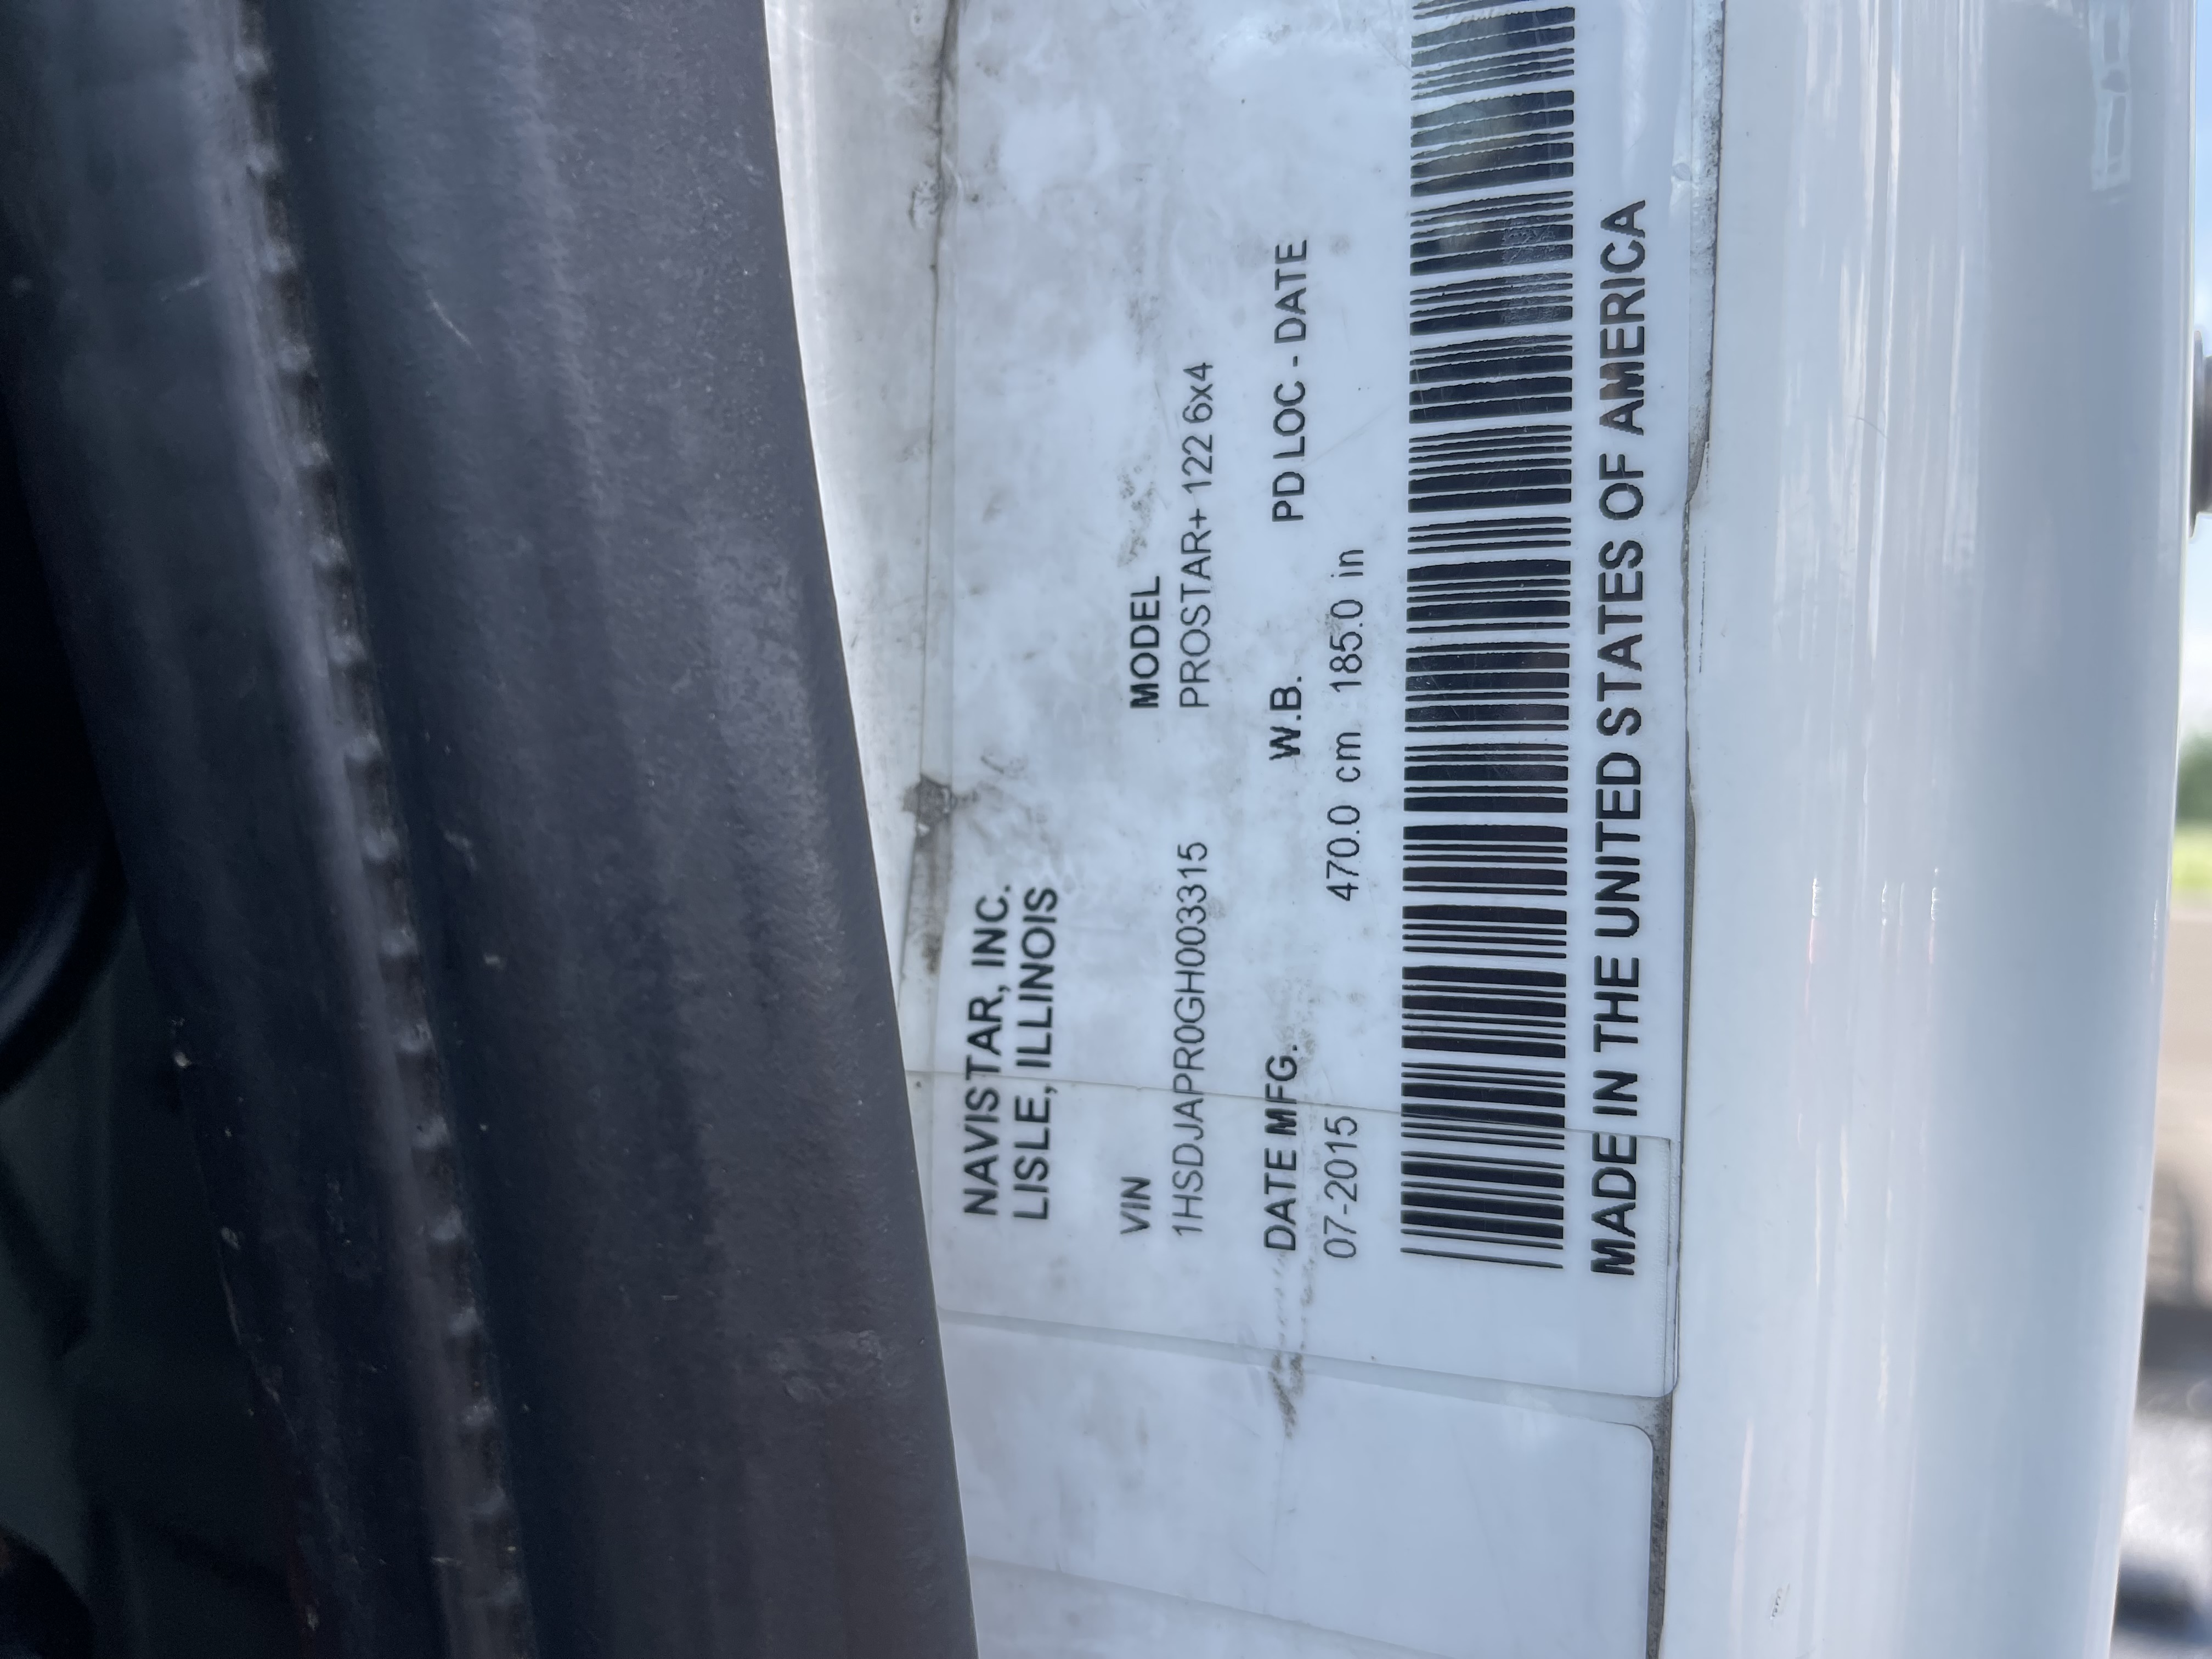 NAVISTAR, INC.
LISLE, ILLINOIS
VIN MODEL
1HSDJAPR0GH003315 PROSTAR+ 122 6x4
DATE MFG. W.B. PD LOC - DATE
07-2015 470.0 cm 185.0 in
MADE IN THE UNITED STATES OF AMERICA